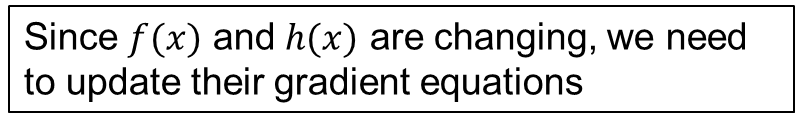 Since f(x) and h(x) are changing, we need
to update their gradient equations